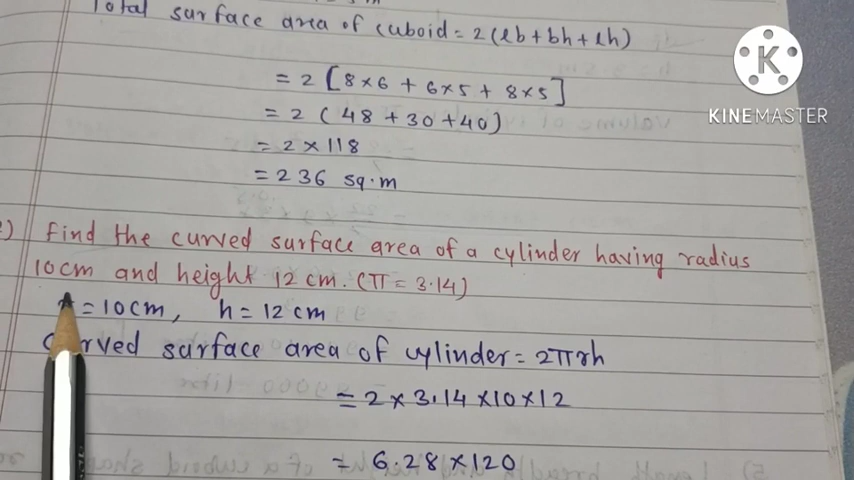 Total surface area of cuboid = 2(lb+bh+lh)
= 2 [8×6 + 6×5 + 8×5]
= 2 (48+30+40)
= 2×118
= 236 sq.m
KINEMASTER
Find the curved surface area of a cylinder having radius
10cm and height 12 cm. (π = 3.14)
= 10cm, h = 12 cm
surface area of cylinder = 2πrh
= 2 × 3.14 ×10×12
= 6.28×120